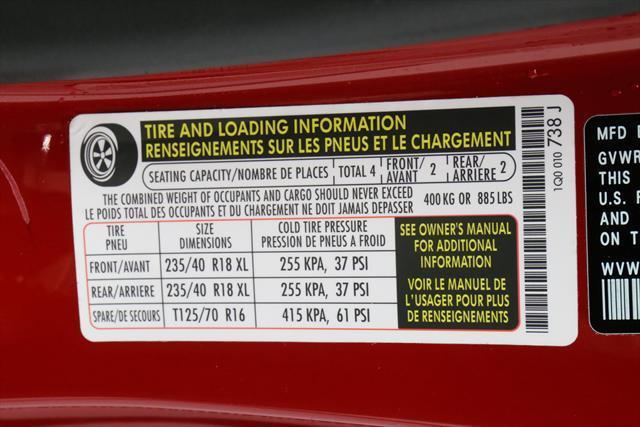 TIRE AND LOADING INFORMATION
RENSEIGNEMENTS SUR LES PNEUS ET LE CHARGEMENT
SEATING CAPACITY/NOMBRE DE PLACES TOTAL 4 FRONT/AVANT 2 REAR/ARRIERE 2
THE COMBINED WEIGHT OF OCCUPANTS AND CARGO SHOULD NEVER EXCEED
LE POIDS TOTAL DES OCCUPANTS ET DU CHARGEMENT NE DOIT JAMAIS DEPASSER
400 KG OR 885 LBS
TIRE PNEU SIZE DIMENSIONS COLD TIRE PRESSURE PRESSION DE PNEUS A FROID
FRONT/AVANT 235/40 R18 XL 255 KPA, 37 PSI
REAR/ARRIERE 235/40 R18 XL 255 KPA, 37 PSI
SPARE/DE SECOURS T125/70 R16 415 KPA, 61 PSI
SEE OWNER'S MANUAL
FOR ADDITIONAL
INFORMATION
VOIR LE MANUEL DE
L'USAGER POUR PLUS
DE RENSEIGNEMENTS
1Q0 010 738 J
MFD
GVWR
THIS
U.S. F
AND
ON T
WVW